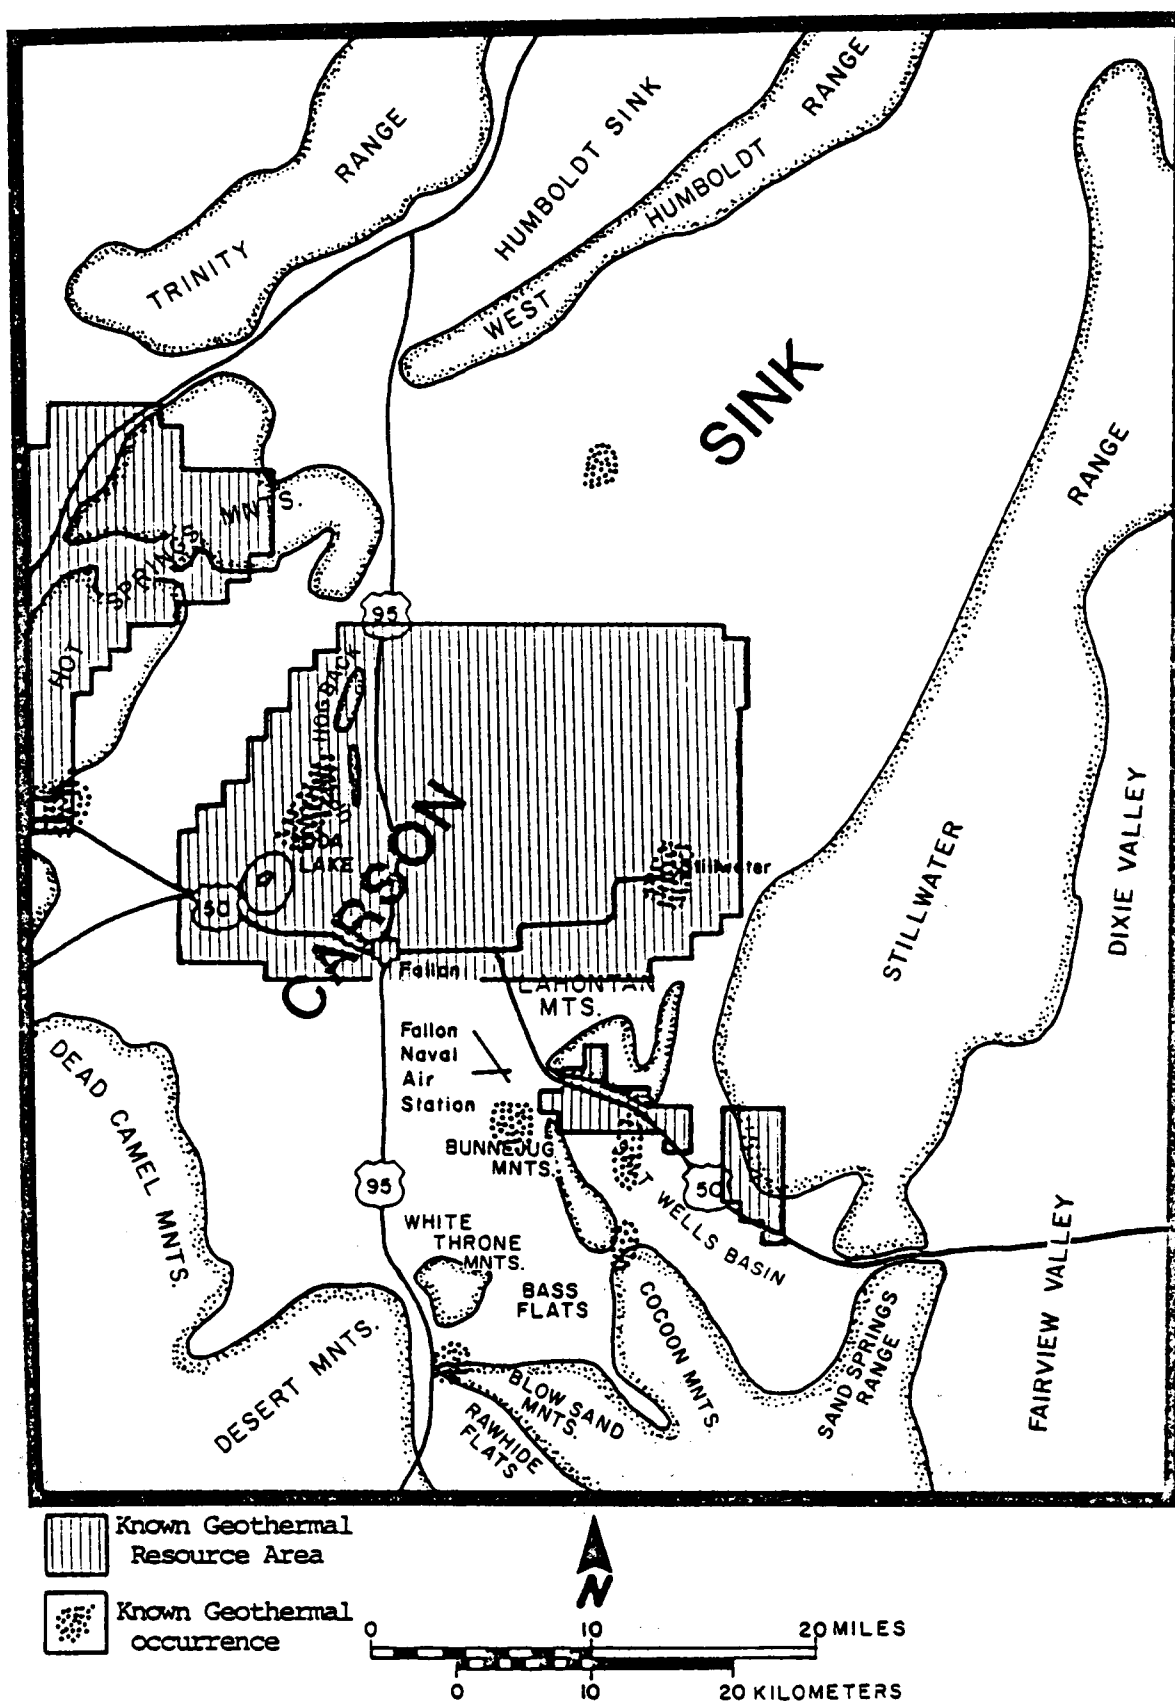 TRINITY RANGE
HUMBOLDT SINK
WEST HUMBOLDT RANGE
CARSON SINK
HOT SPRINGS MNTS.
STILLWATER RANGE
95
HOGBACK
LAKE
50
Stillwater
Fallon
DIXIE VALLEY
LAHONTAN
MTS.
Fallon
Naval
Air
Station
DEAD CAMEL MNTS.
BUNNEJUG
MNTS.
95
50
WELLS BASIN
WHITE
THRONE
MNTS.
BASS
FLATS
COCOON MNTS.
SAND SPRINGS
RANGE
FAIRVIEW VALLEY
DESERT MNTS.
BLOW SAND
MNTS.
RAWHIDE
FLATS
Known Geothermal
Resource Area
Known Geothermal
occurrence
N
0 10 20 MILES
0 10 20 KILOMETERS